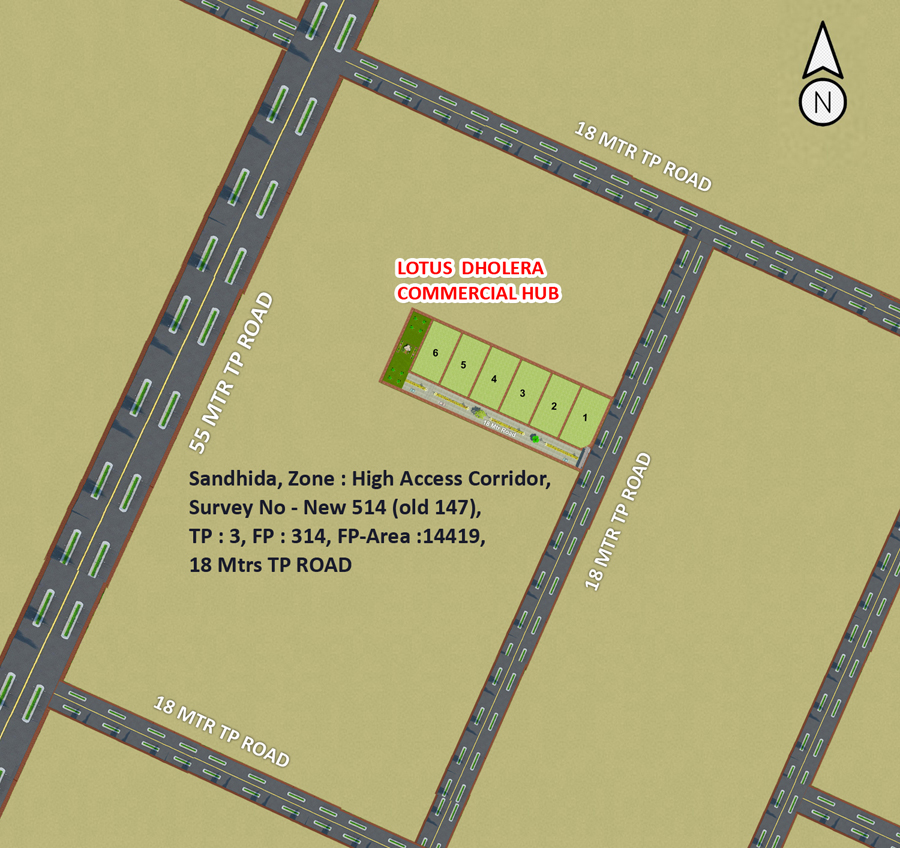 N
18 MTR TP ROAD
LOTUS DHOLERA
COMMERCIAL HUB
6
5
4
3
2
1
18 Mtr Road
55 MTR TP ROAD
18 MTR TP ROAD
Sandhida, Zone : High Access Corridor,
Survey No - New 514 (old 147),
TP : 3, FP : 314, FP-Area :14419,
18 Mtrs TP ROAD
18 MTR TP ROAD